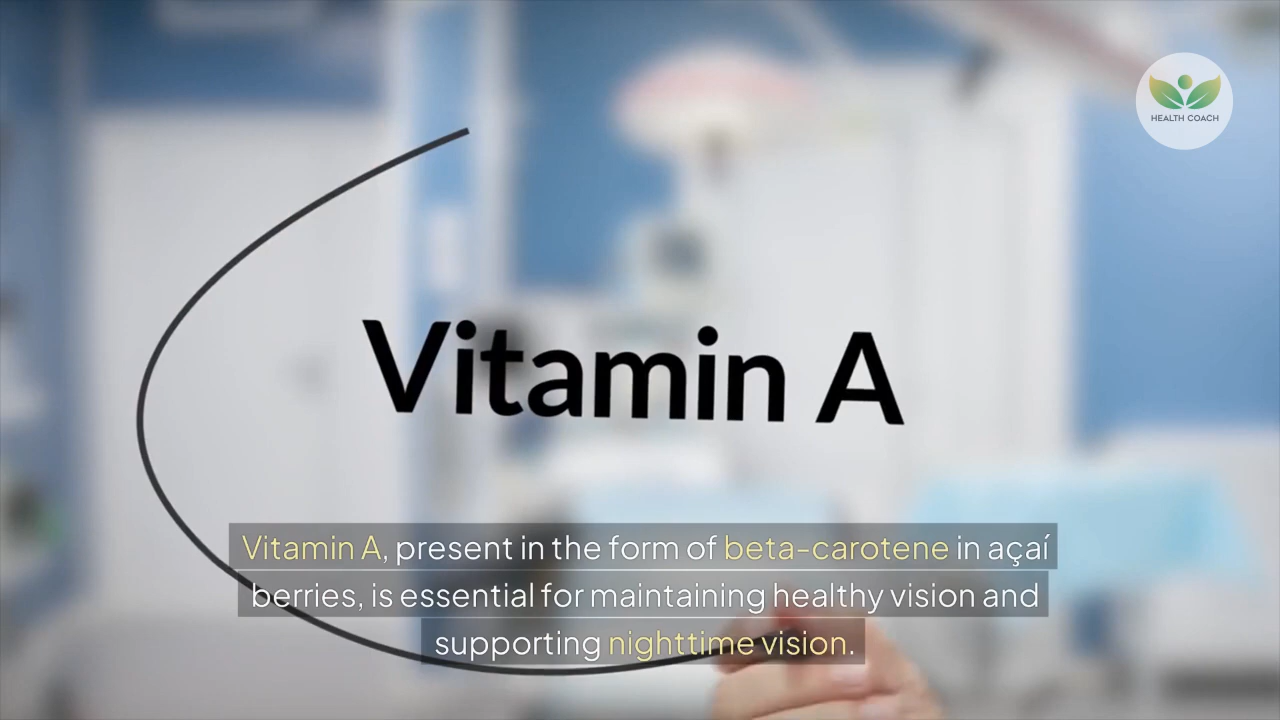 HEALTH COACH
Vitamin A
Vitamin A, present in the form of beta-carotene in açaí
berries, is essential for maintaining healthy vision and
supporting nighttime vision.